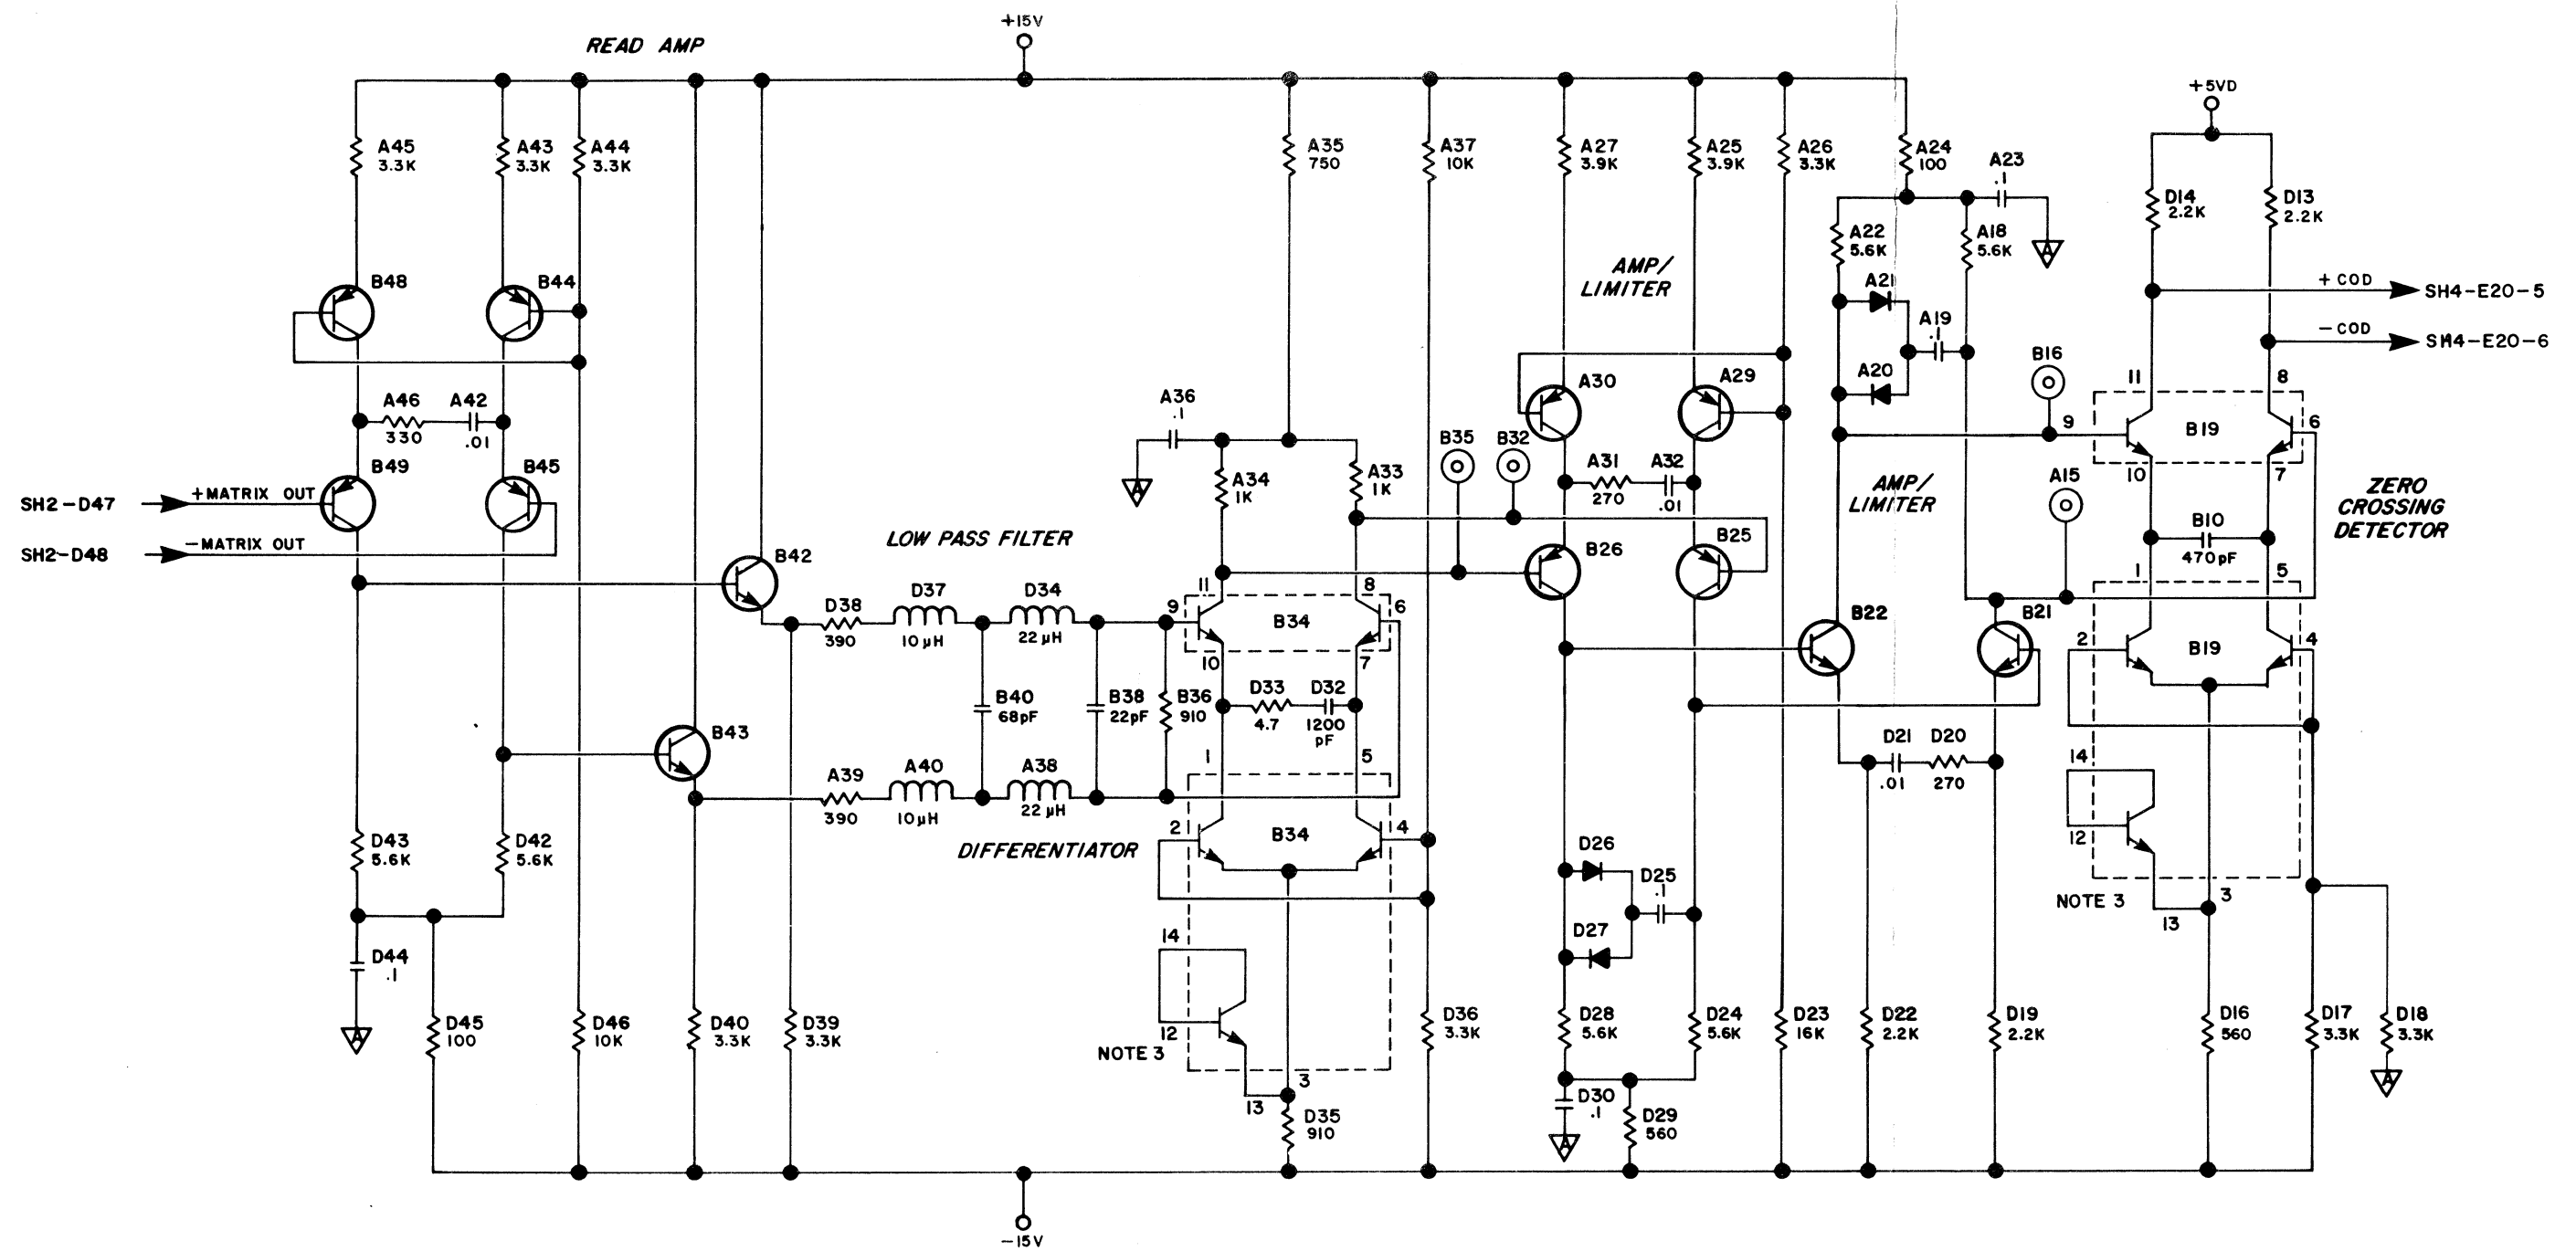 +15V
READ AMP
+5VD
A45
3.3K
A43
3.3K
A44
3.3K
A35
750
A37
10K
A27
3.9K
A25
3.9K
A26
3.3K
A24
100
A23
.1
D14
2.2K
D13
2.2K
A22
5.6K
A18
5.6K
A
B48
B44
AMP/
LIMITER
A21
+COD
SH4-E20-5
A19
.1
-COD
SH4-E20-6
A46
330
A42
.01
A36
.1
A30
A29
A20
B16
11
8
9
B19
6
10
7
B49
B45
SH2-D47
+MATRIX OUT
SH2-D48
-MATRIX OUT
A
A34
1K
A33
1K
B35
B32
A31
270
A32
.01
AMP/
LIMITER
A15
ZERO
CROSSING
DETECTOR
B10
470pF
LOW PASS FILTER
B42
B26
B25
1
5
D38
390
D37
10µH
D34
22µH
11
8
9
B34
6
10
7
B22
B21
2
B19
4
B40
68pF
B38
22pF
B36
910
D33
4.7
D32
1200
pF
B43
1
5
D21
.01
D20
270
14
12
A39
390
A40
10µH
A38
22µH
DIFFERENTIATOR
2
B34
4
D43
5.6K
D42
5.6K
D26
D25
.1
D27
NOTE 3
3
13
D44
.1
A
14
12
NOTE 3
3
13
D45
100
D46
10K
D40
3.3K
D39
3.3K
D36
3.3K
D28
5.6K
D24
5.6K
D23
16K
D22
2.2K
D19
2.2K
D16
560
D17
3.3K
D18
3.3K
A
D35
910
D30
.1
A
D29
560
-15V